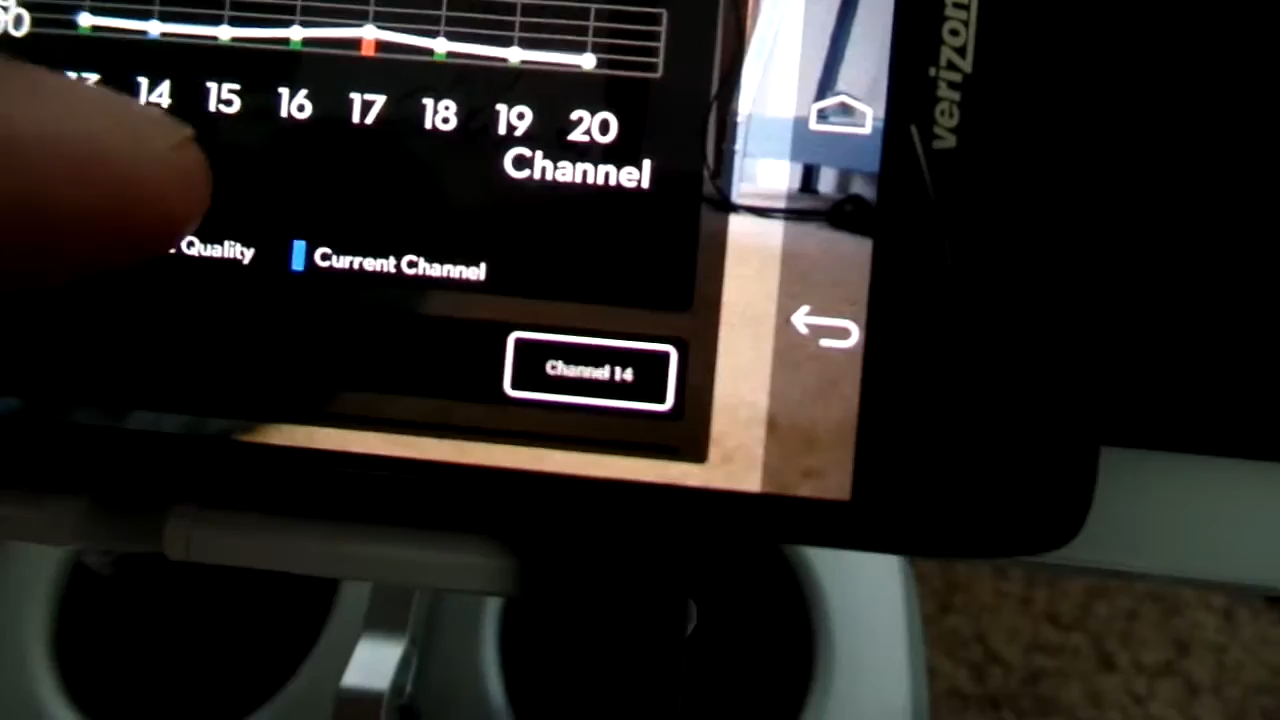 14 15 16 17 18 19 20
Channel
Quality
Current Channel
Channel 14
verizon